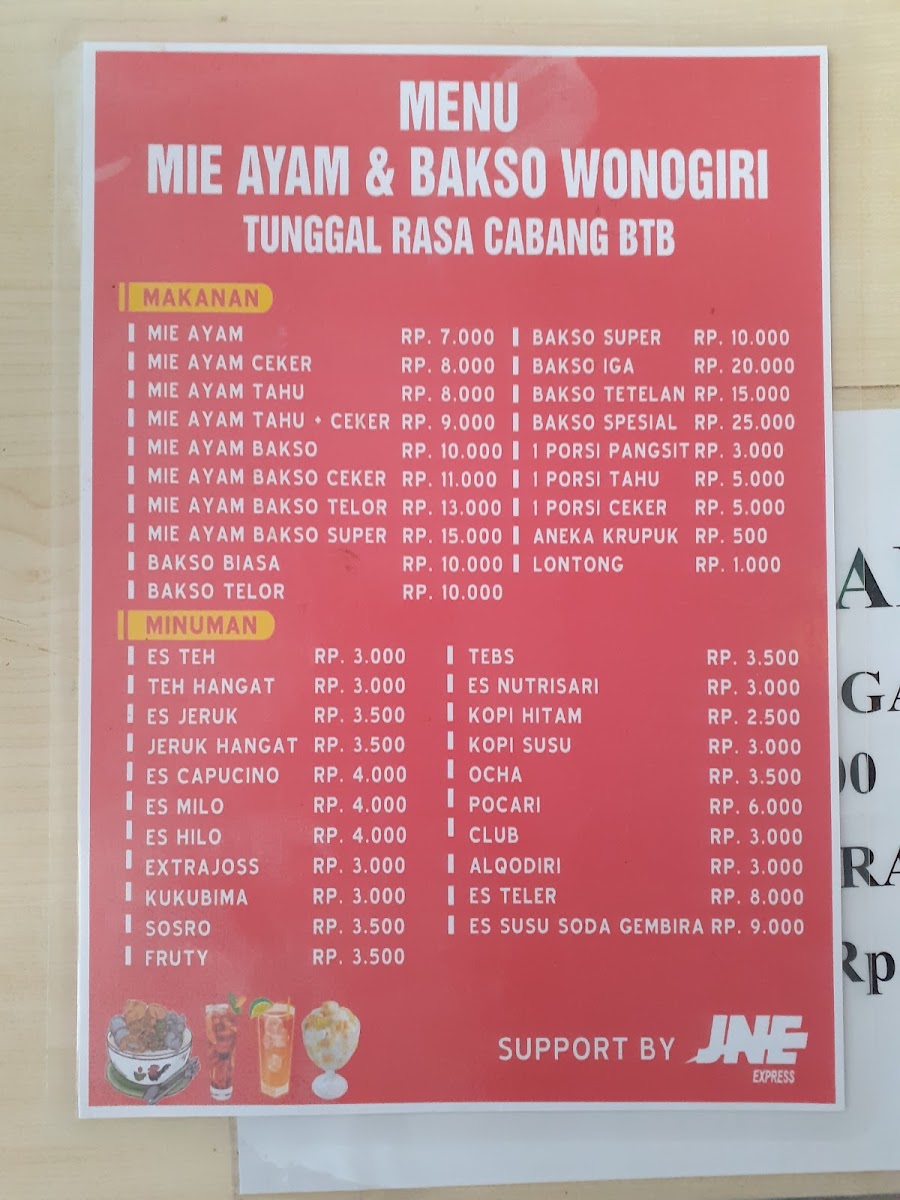 MENU
MIE AYAM & BAKSO WONOGIRI
TUNGGAL RASA CABANG BTB
MAKANAN
MIE AYAM RP. 7.000
MIE AYAM CEKER RP. 8.000
MIE AYAM TAHU RP. 8.000
MIE AYAM TAHU + CEKER RP. 9.000
MIE AYAM BAKSO RP. 10.000
MIE AYAM BAKSO CEKER RP. 11.000
MIE AYAM BAKSO TELOR RP. 13.000
MIE AYAM BAKSO SUPER RP. 15.000
BAKSO BIASA RP. 10.000
BAKSO TELOR RP. 10.000
BAKSO SUPER RP. 10.000
BAKSO IGA RP. 20.000
BAKSO TETELAN RP. 15.000
BAKSO SPESIAL RP. 25.000
1 PORSI PANGSIT RP. 3.000
1 PORSI TAHU RP. 5.000
1 PORSI CEKER RP. 5.000
ANEKA KRUPUK RP. 500
LONTONG RP. 1.000
MINUMAN
ES TEH RP. 3.000
TEH HANGAT RP. 3.000
ES JERUK RP. 3.500
JERUK HANGAT RP. 3.500
ES CAPUCINO RP. 4.000
ES MILO RP. 4.000
ES HILO RP. 4.000
EXTRAJOSS RP. 3.000
KUKUBIMA RP. 3.000
SOSRO RP. 3.500
FRUTY RP. 3.500
TEBS RP. 3.500
ES NUTRISARI RP. 3.000
KOPI HITAM RP. 2.500
KOPI SUSU RP. 3.000
OCHA RP. 3.500
POCARI RP. 6.000
CLUB RP. 3.000
ALQODIRI RP. 3.000
ES TELER RP. 8.000
ES SUSU SODA GEMBIRA RP. 9.000
SUPPORT BY JNE
EXPRESS
Rp